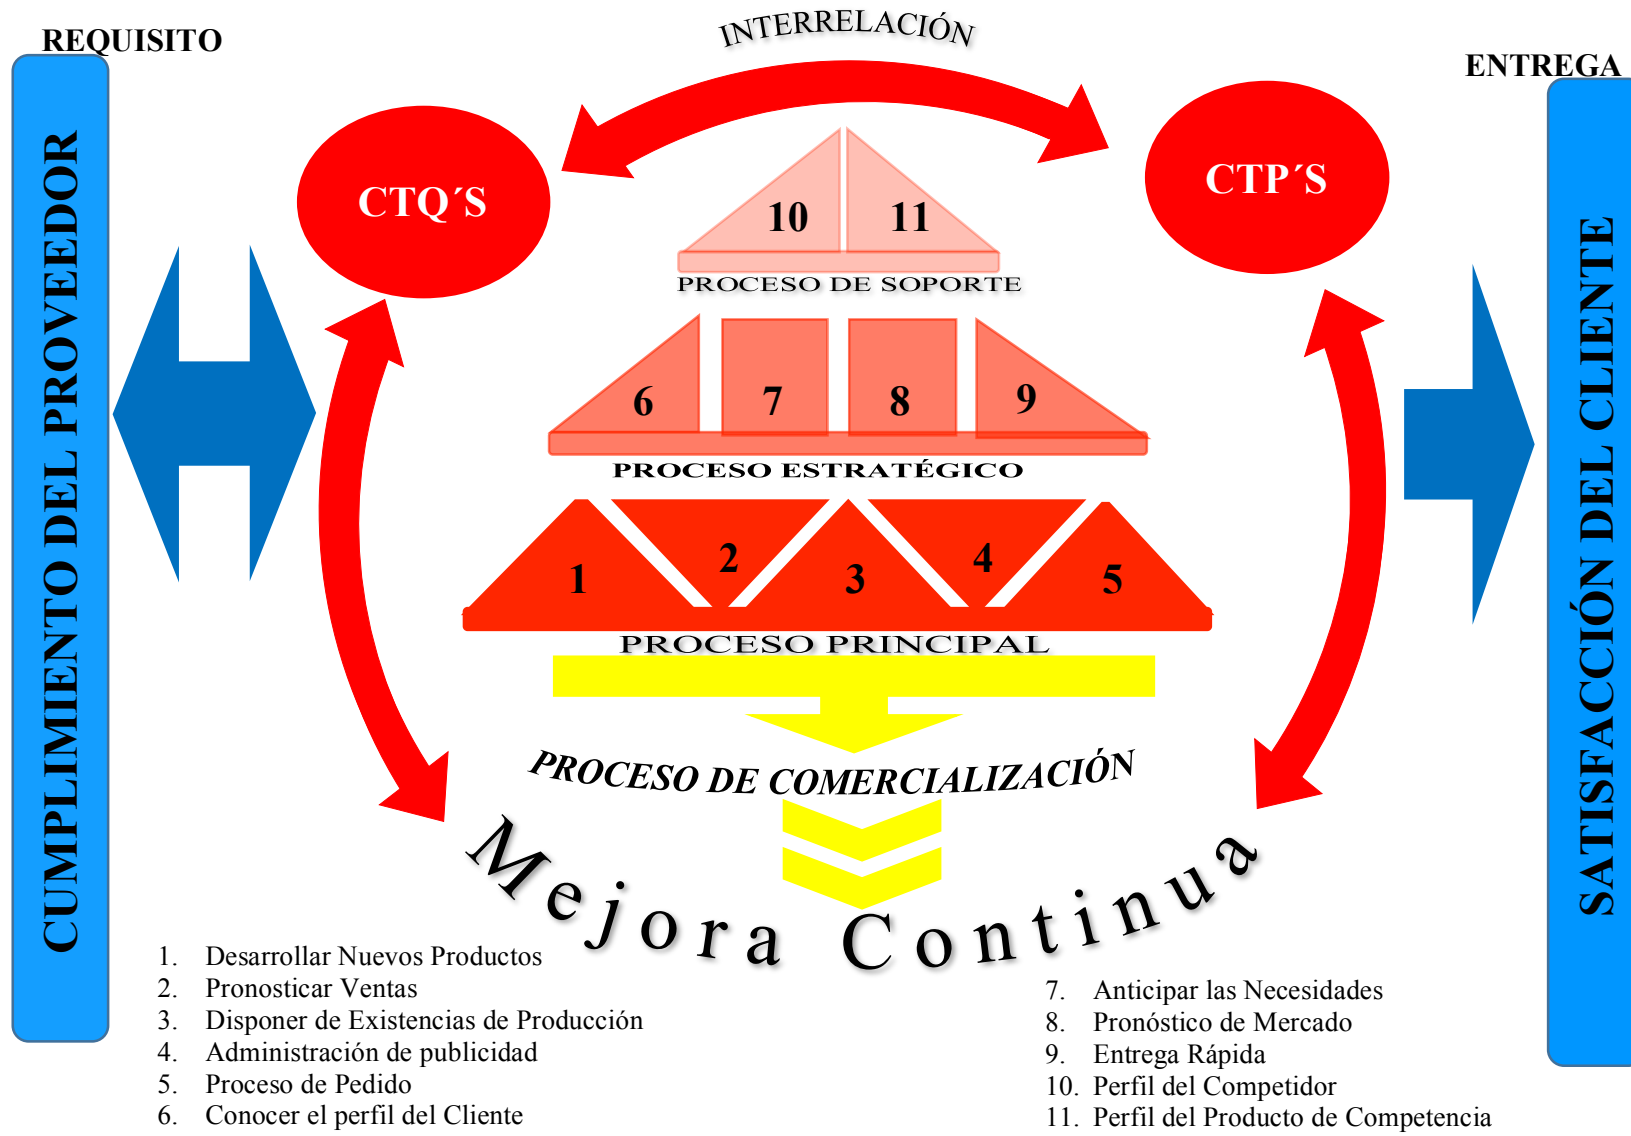 REQUISITO
INTERRELACIÓN
ENTREGA
CUMPLIMIENTO DEL PROVEEDOR
CTQ´S
CTP´S
SATISFACCIÓN DEL CLIENTE
10
11
PROCESO DE SOPORTE
6
7
8
9
PROCESO ESTRATÉGICO
1
2
3
4
5
PROCESO PRINCIPAL
PROCESO DE COMERCIALIZACIÓN
Mejora Continua
1. Desarrollar Nuevos Productos
2. Pronosticar Ventas
3. Disponer de Existencias de Producción
4. Administración de publicidad
5. Proceso de Pedido
6. Conocer el perfil del Cliente
7. Anticipar las Necesidades
8. Pronóstico de Mercado
9. Entrega Rápida
10. Perfil del Competidor
11. Perfil del Producto de Competencia